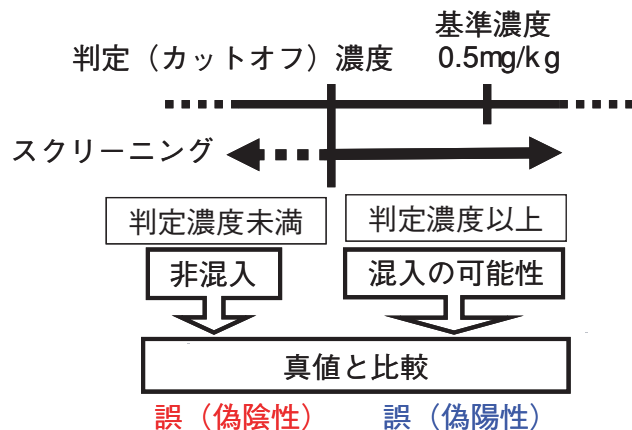 基準濃度
判定（カットオフ）濃度 0.5mg/kg
スクリーニング
判定濃度未満 判定濃度以上
非混入 混入の可能性
真値と比較
誤（偽陰性） 誤（偽陽性）